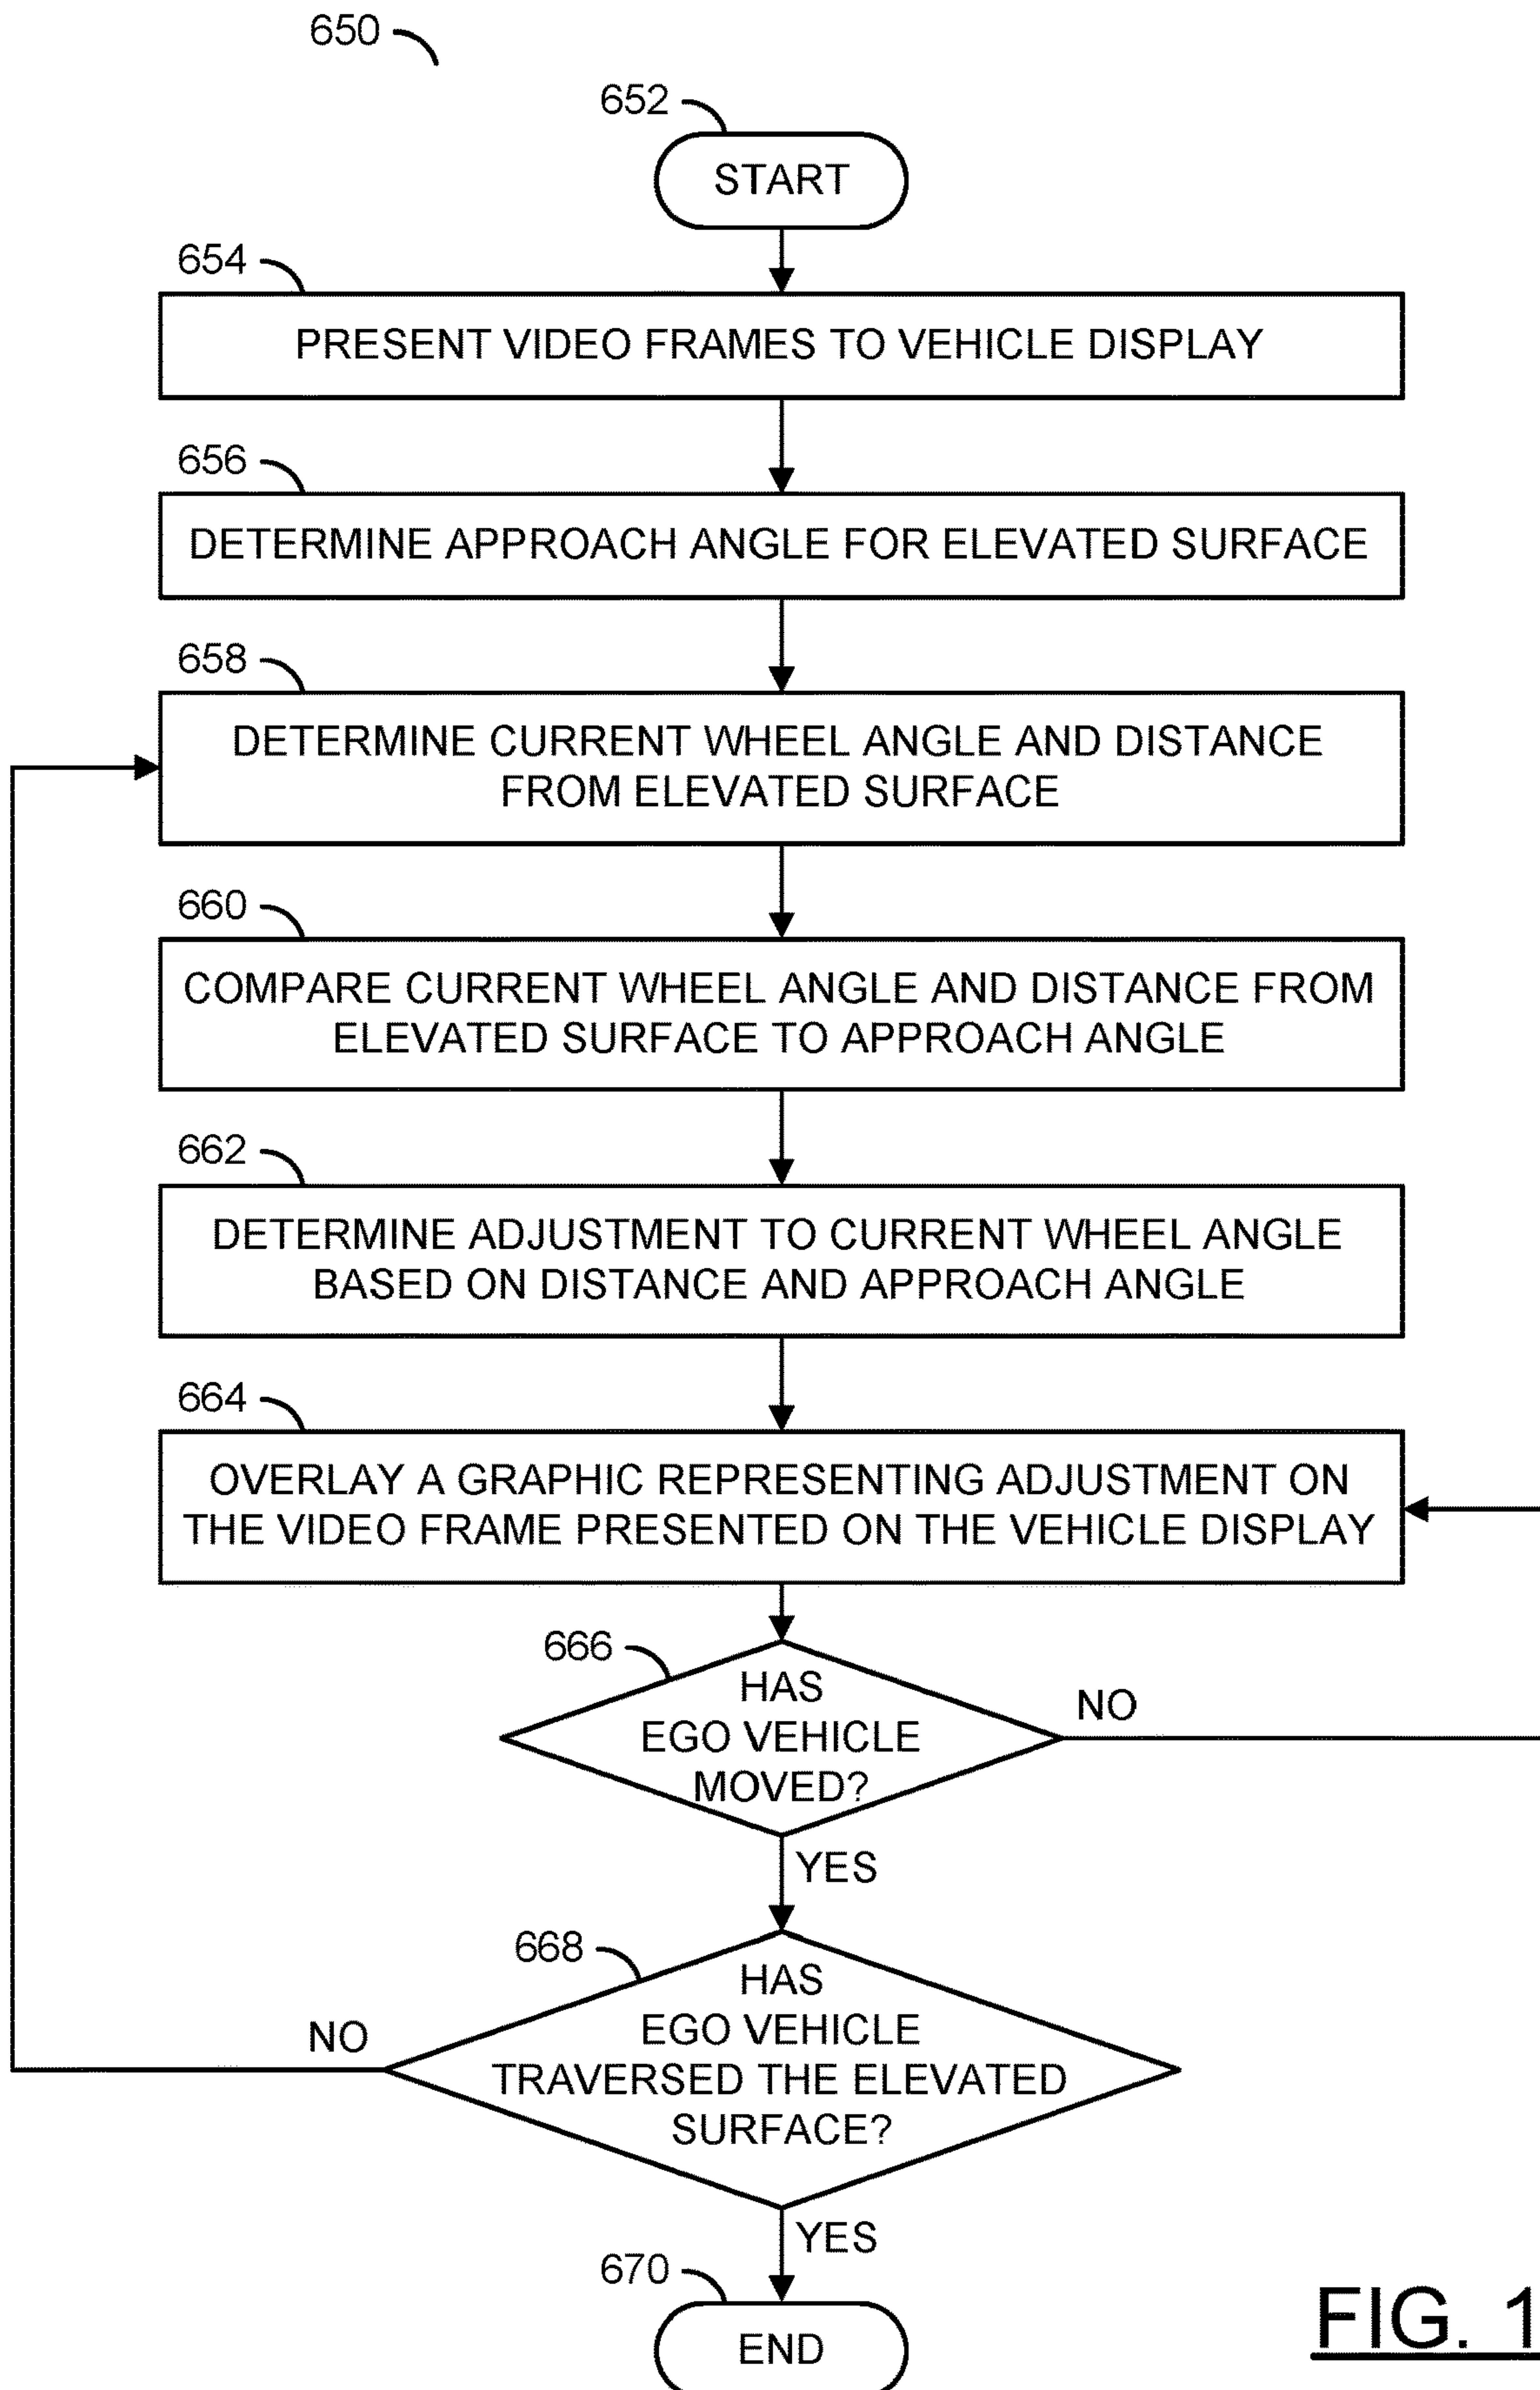 650
652
START
654
PRESENT VIDEO FRAMES TO VEHICLE DISPLAY
656
DETERMINE APPROACH ANGLE FOR ELEVATED SURFACE
658
DETERMINE CURRENT WHEEL ANGLE AND DISTANCE
FROM ELEVATED SURFACE
660
COMPARE CURRENT WHEEL ANGLE AND DISTANCE FROM
ELEVATED SURFACE TO APPROACH ANGLE
662
DETERMINE ADJUSTMENT TO CURRENT WHEEL ANGLE
BASED ON DISTANCE AND APPROACH ANGLE
664
OVERLAY A GRAPHIC REPRESENTING ADJUSTMENT ON
THE VIDEO FRAME PRESENTED ON THE VEHICLE DISPLAY
666
HAS
EGO VEHICLE
MOVED?
NO
YES
668
HAS
EGO VEHICLE
TRAVERSED THE ELEVATED
SURFACE?
NO
YES
670
END
FIG. 1